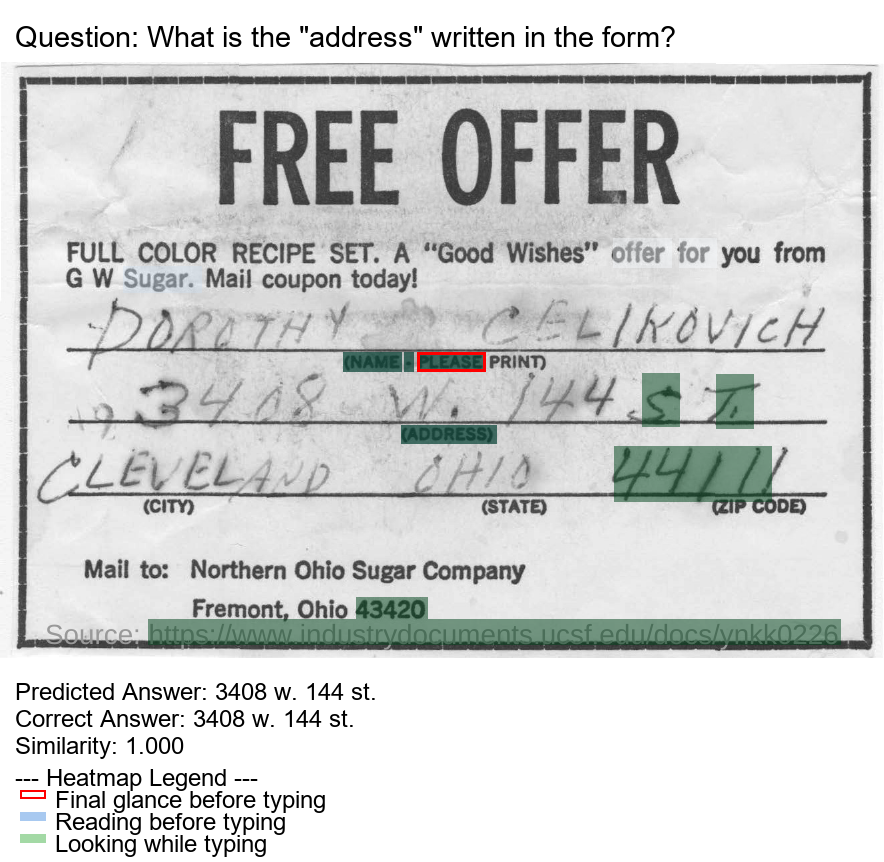 Question: What is the "address" written in the form?
FREE OFFER
FULL COLOR RECIPE SET. A “Good Wishes” offer for you from
G W Sugar. Mail coupon today!
DOROTHY CELIKOVICH
(NAME - PLEASE PRINT)
3408 W. 144 ST.
(ADDRESS)
CLEVELAND OHIO 44111
(CITY) (STATE) (ZIP CODE)
Mail to: Northern Ohio Sugar Company
Fremont, Ohio 43420
Source: https://www.industrydocuments.ucsf.edu/docs/ynkk0226
Predicted Answer: 3408 w. 144 st.
Correct Answer: 3408 w. 144 st.
Similarity: 1.000
--- Heatmap Legend ---
Final glance before typing
Reading before typing
Looking while typing